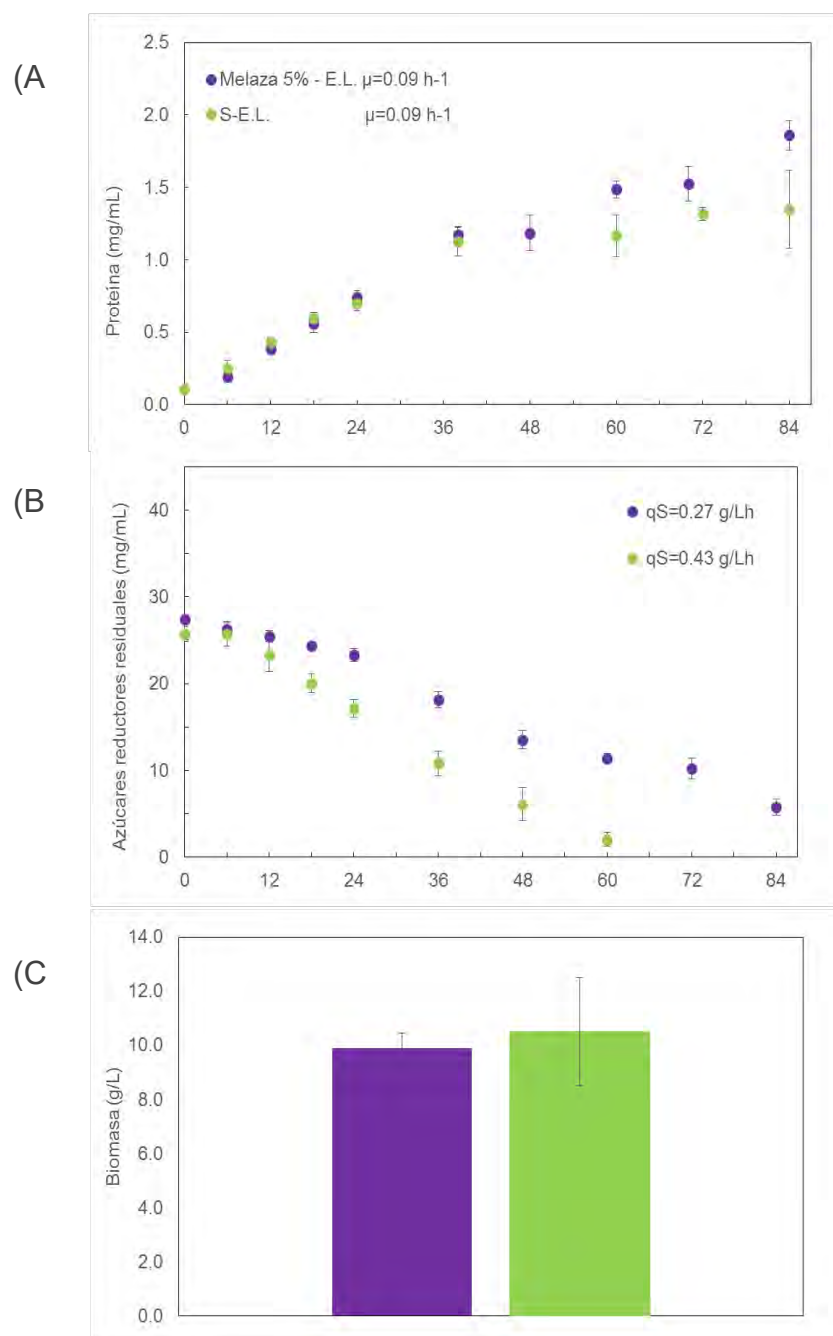 (A
2.5
2.0
1.5
1.0
0.5
0.0
Proteína (mg/mL)
Melaza 5% - E.L. µ=0.09 h-1
S-E.L. µ=0.09 h-1
0 12 24 36 48 60 72 84
(B
40
30
20
10
0
Azúcares reductores residuales (mg/mL)
qS=0.27 g/Lh
qS=0.43 g/Lh
0 12 24 36 48 60 72 84
(C
14.0
12.0
10.0
8.0
6.0
4.0
2.0
0.0
Biomasa (g/L)